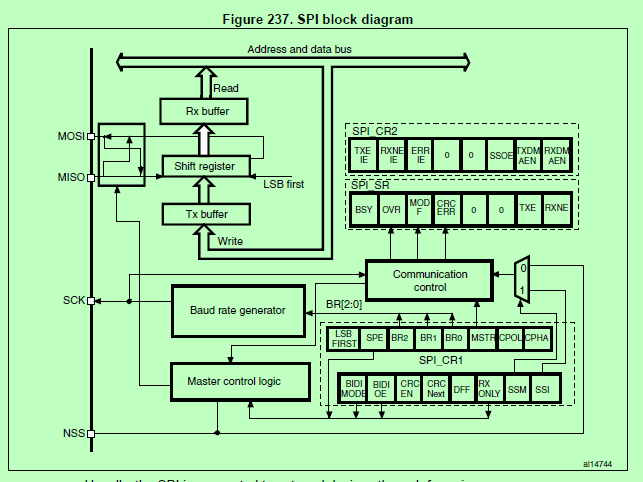 Figure 237. SPI block diagram
Address and data bus
Read
Rx buffer
MOSI
MISO
Shift register
LSB first
Tx buffer
Write
SPI_CR2
TXE IE
RXNE IE
ERR IE
0
0
SSOE
TXDM AEN
RXDM AEN
SPI_SR
BSY
OVR
MOD F
CRC ERR
0
0
TXE
RXNE
Communication
control
0
1
SCK
Baud rate generator
BR[2:0]
LSB FIRST
SPE
BR2
BR1
BR0
MSTR
CPOL
CPHA
SPI_CR1
Master control logic
BIDI MODE
BIDI OE
CRC EN
CRC Next
DFF
RX ONLY
SSM
SSI
NSS
ai14744